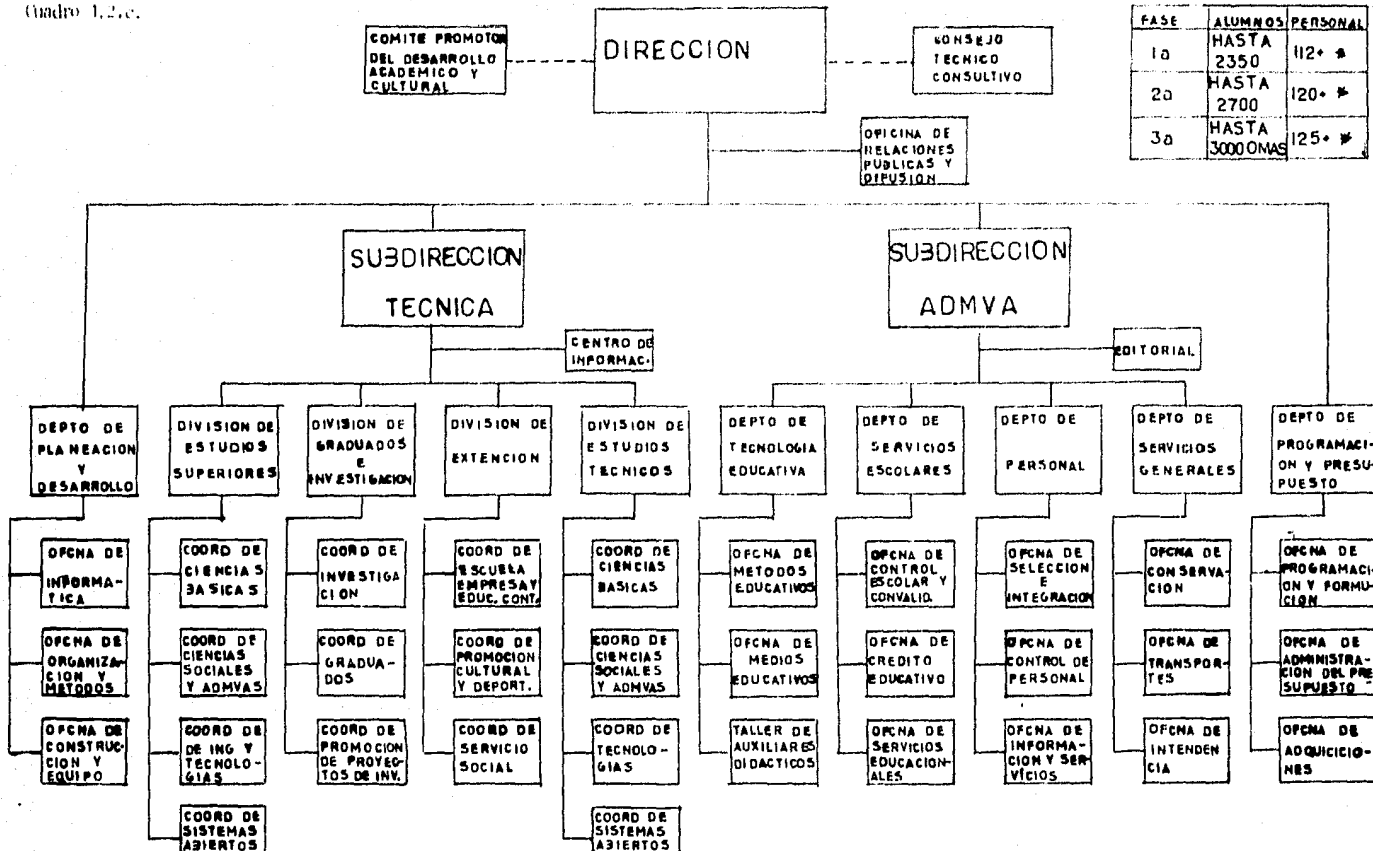 Cuadro 1.2.c.
COMITE PROMOTOR
DEL DESARROLLO
ACADEMICO Y
CULTURAL
DIRECCION
CONSEJO
TECNICO
CONSULTIVO
FASE ALUMNOS PERSONAL
1a HASTA 2350 112+ *
2a HASTA 2700 120+ *
3a HASTA 3000 OMAS 125+ *
OFICINA DE
RELACIONES
PUBLICAS Y
DIFUSION
SUBDIRECCION
TECNICA
SUBDIRECCION
ADMVA
CENTRO DE
INFORMAC.
EDITORIAL
DEPTO DE
PLANEACION
Y
DESARROLLO
DIVISION DE
ESTUDIOS
SUPERIORES
DIVISION DE
GRADUADOS
E
INVESTIGACION
DIVISION DE
EXTENCION
DIVISION DE
ESTUDIOS
TECNICOS
DEPTO DE
TECNOLOGIA
EDUCATIVA
DEPTO DE
SERVICIOS
ESCOLARES
DEPTO DE
PERSONAL
DEPTO DE
SERVICIOS
GENERALES
DEPTO DE
PROGRAMACI-
ON Y PRESU-
PUESTO
OFCNA DE
INFORMA-
TICA
COORD DE
CIENCIAS
BASICAS
COORD DE
INVESTIGA
CION
COORD DE
ESCUELA
EMPRESA Y
EDUC. CONT.
COORD DE
CIENCIAS
BASICAS
OFCNA DE
METODOS
EDUCATIVOS
OFCNA DE
CONTROL
ESCOLAR Y
CONVALID.
OFCNA DE
SELECCION
E
INTEGRACION
OFCNA DE
CONSERVA
CION
OFCNA DE
PROGRAMACI-
ON Y FORMU-
CION
OFCNA DE
ORGANIZA-
CION Y
METODOS
COORD DE
CIENCIAS
SOCIALES
Y ADMVAS
COORD DE
GRADUA-
DOS
COORD DE
PROMOCION
CULTURAL
Y DEPORT.
COORD DE
CIENCIAS
SOCIALES
Y ADMVAS
OFCNA DE
MEDIOS
EDUCATIVOS
OFCNA DE
CREDITO
EDUCATIVO
OFCNA DE
CONTROL DE
PERSONAL
OFCNA DE
TRANSPOR-
TES
OFCNA DE
ADMINISTRA-
CION DEL PRE
SUPUESTO
OFCNA DE
CONSTRUC-
CION Y
EQUIPO
COORD DE
DE ING Y
TECNOLO-
GIAS
COORD DE
PROMOCION
DE PROYEC-
TOS DE INV.
COORD DE
SERVICIO
SOCIAL
COORD DE
TECNOLO-
GIAS
TALLER DE
AUXILIARES
DIDACTICOS
OFCNA DE
SERVICIOS
EDUCACION-
ALES
OFCNA DE
INFORMA-
CION Y SER-
VICIOS
OFCNA DE
INTENDEN
CIA
OFCNA DE
ADQUICICIO-
NES
COORD DE
SISTEMAS
ABIERTOS
COORD DE
SISTEMAS
ABIERTOS